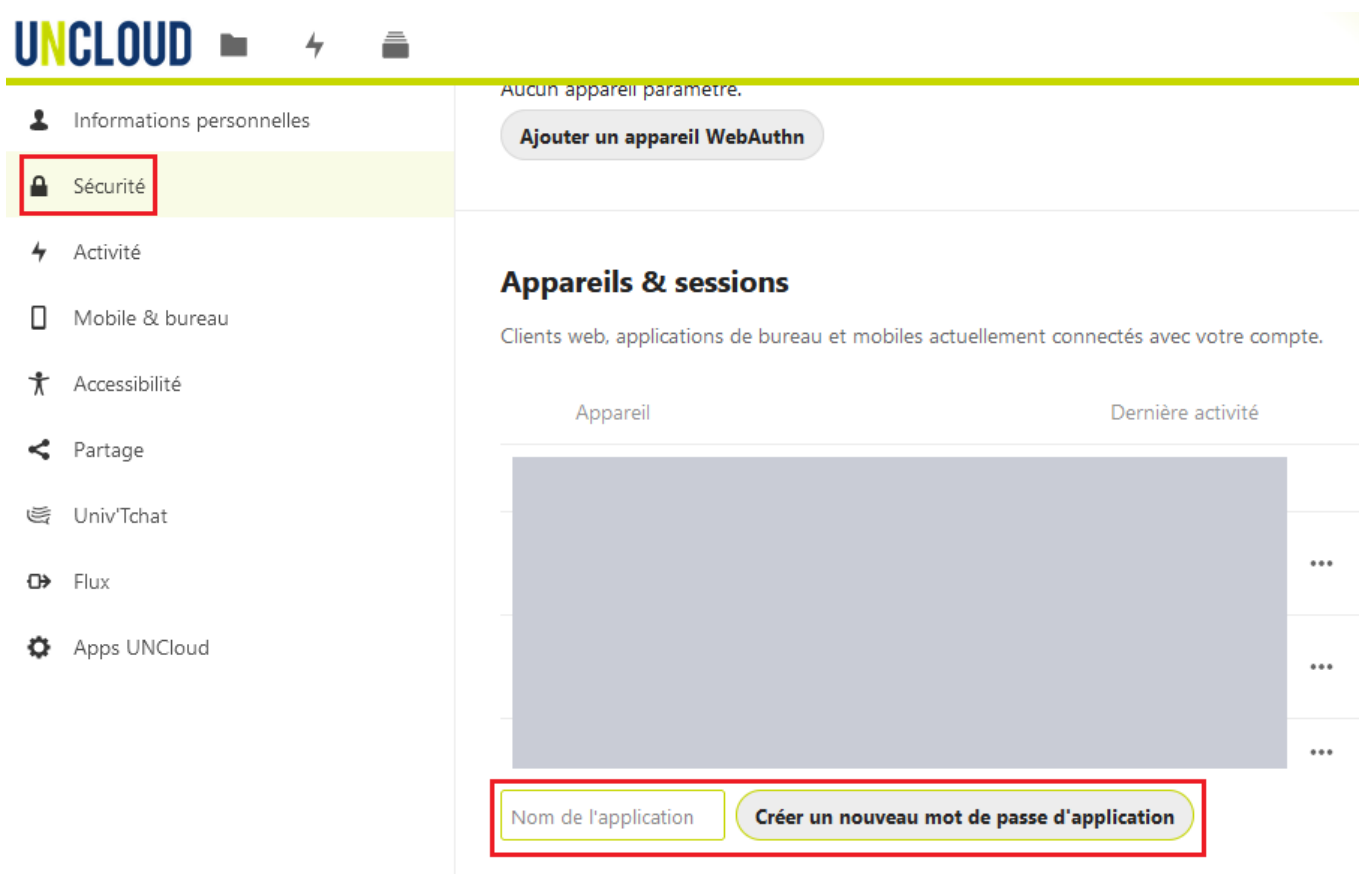 UNCLOUD
Informations personnelles
Sécurité
Activité
Mobile & bureau
Accessibilité
Partage
Univ'Tchat
Flux
Apps UNCloud
Aucun appareil paramétré.
Ajouter un appareil WebAuthn
Appareils & sessions
Clients web, applications de bureau et mobiles actuellement connectés avec votre compte.
Appareil Dernière activité
Nom de l'application Créer un nouveau mot de passe d'application